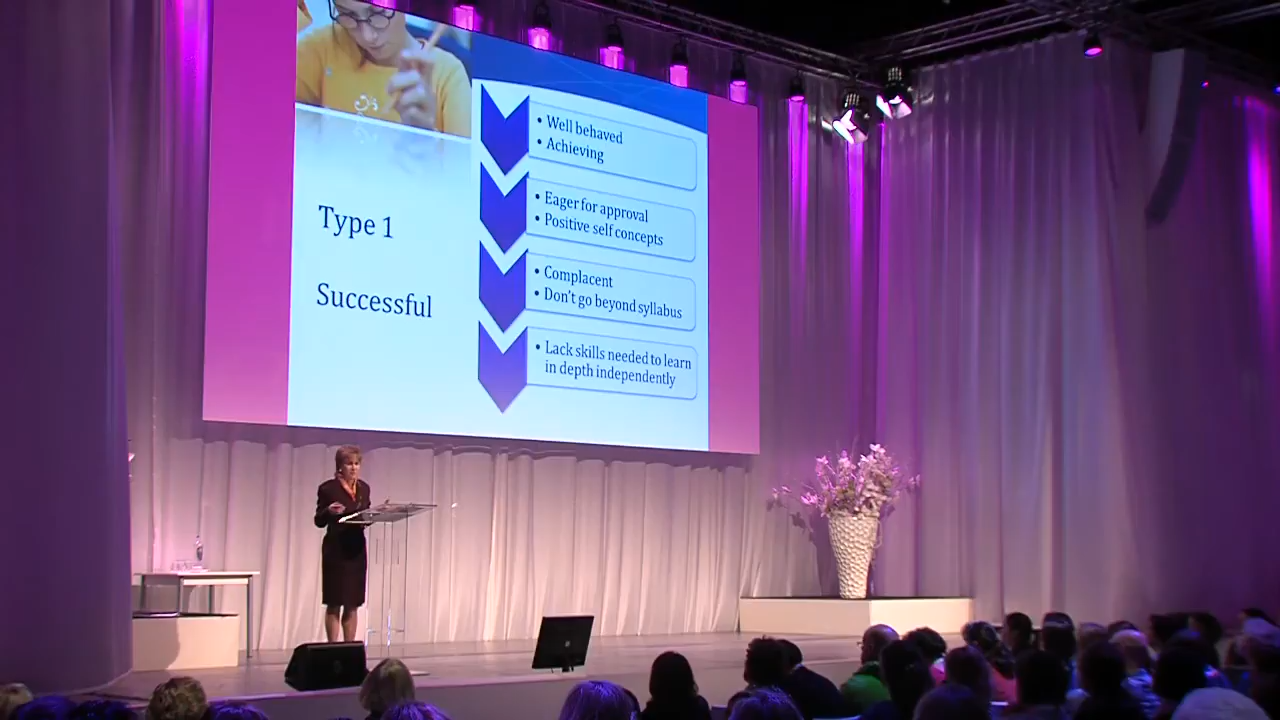 Type 1
Successful
• Well behaved
• Achieving
• Eager for approval
• Positive self concepts
• Complacent
• Don't go beyond syllabus
• Lack skills needed to learn
in depth independently